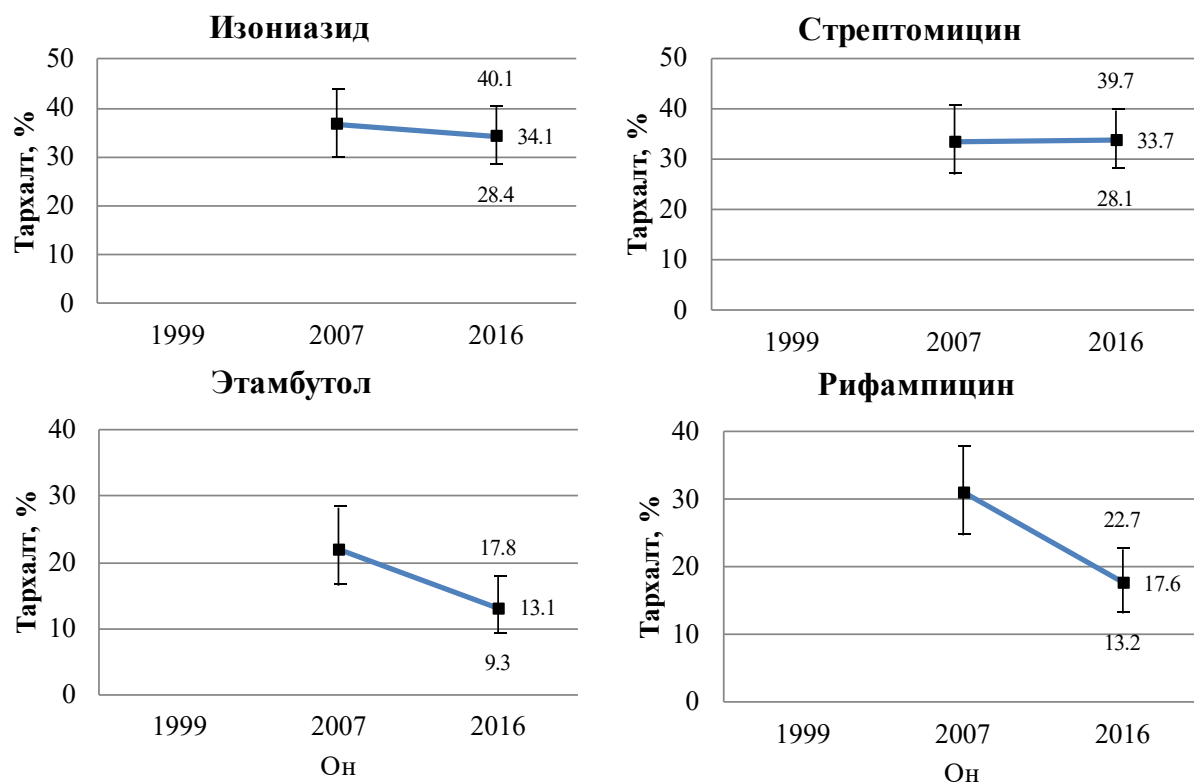 Изониазид
50
40
30
20
10
0
Тархалт, %
40.1
34.1
28.4
1999 2007 2016
Стрептомицин
50
40
30
20
10
0
Тархалт, %
39.7
33.7
28.1
1999 2007 2016
Этамбутол
40
30
20
10
0
Тархалт, %
17.8
13.1
9.3
1999 2007 2016
Он
Рифампицин
40
30
20
10
0
Тархалт, %
22.7
17.6
13.2
1999 2007 2016
Он